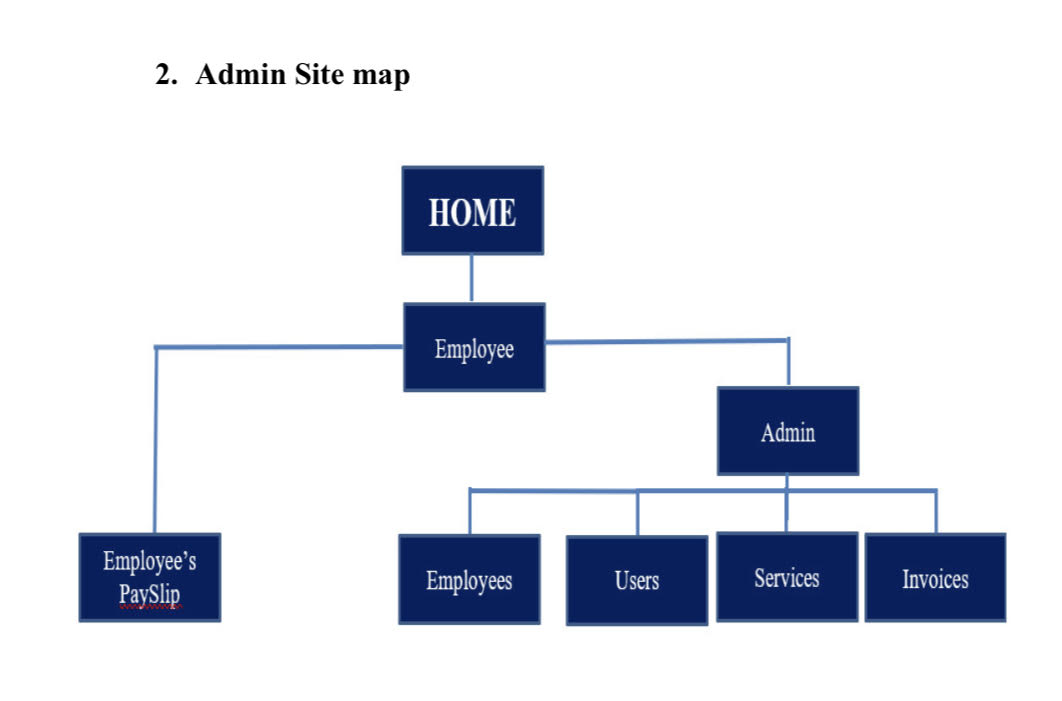 2. Admin Site map
HOME
Employee
Admin
Employee’s
PaySlip
Employees
Users
Services
Invoices